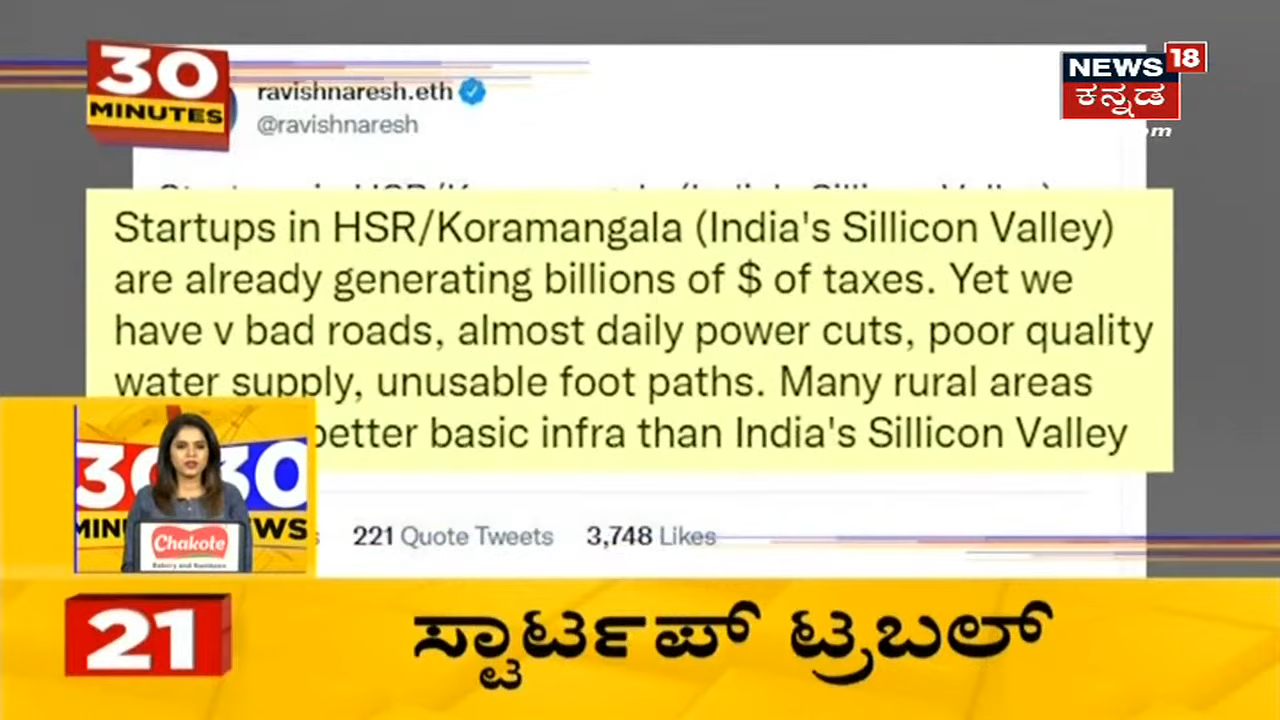 30
MINUTES
ravishnaresh.eth
@ravishnaresh
NEWS 18
ಕನ್ನಡ
om
Startups in HSR/Koramangala (India's Sillicon Valley)
are already generating billions of $ of taxes. Yet we
have v bad roads, almost daily power cuts, poor quality
water supply, unusable foot paths. Many rural areas
better basic infra than India's Sillicon Valley
221 Quote Tweets 3,748 Likes
Chakote
21
ಸ್ಟಾರ್ಟಅಪ್ ಟ್ರಬಲ್